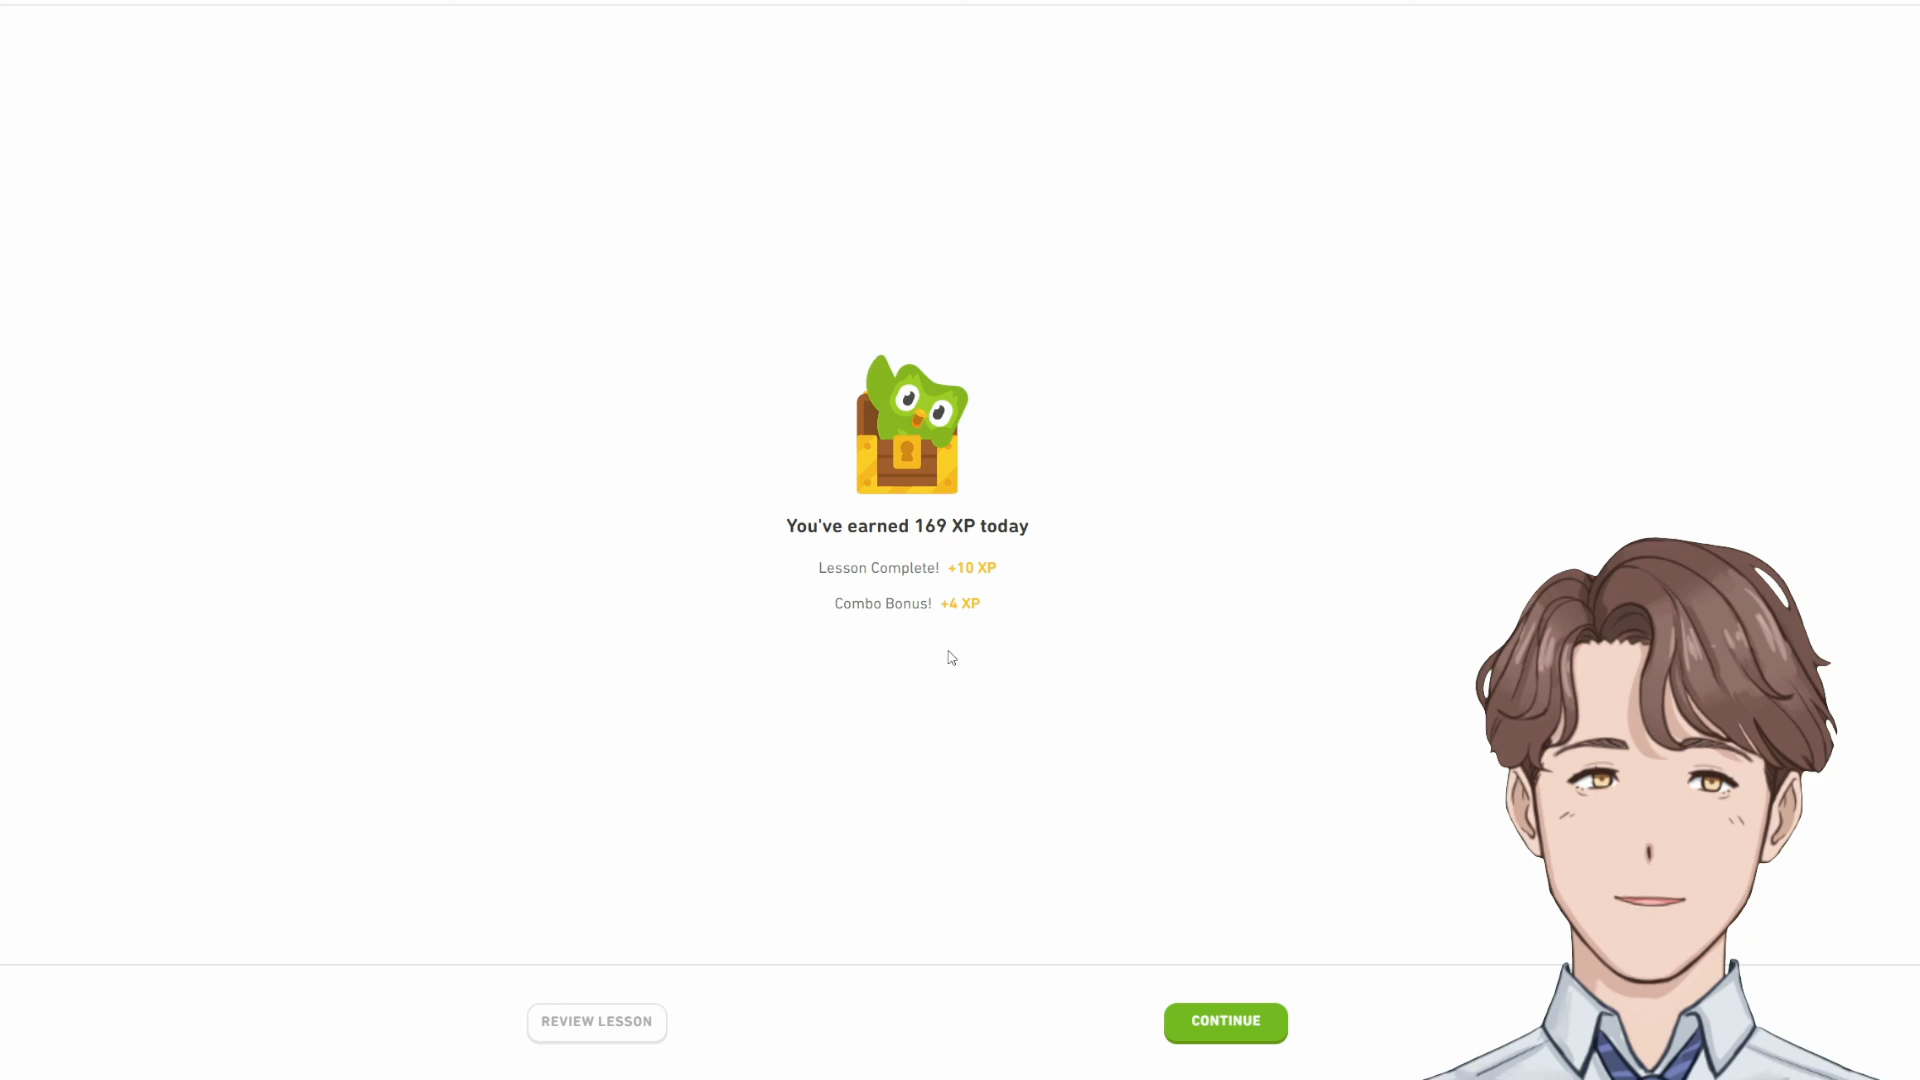 You've earned 169 XP today
Lesson Complete! +10 XP
Combo Bonus! +4 XP
REVIEW LESSON
CONTINUE